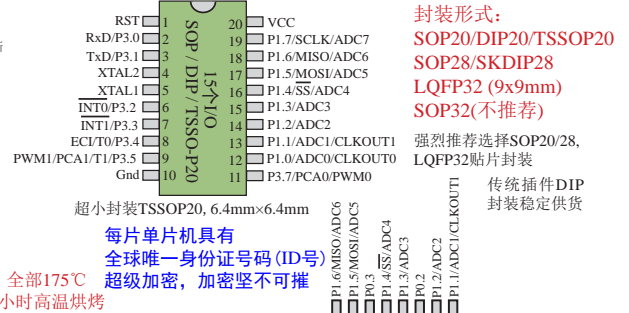 RST 1 20 VCC
RxD/P3.0 2 19 P1.7/SCLK/ADC7
TxD/P3.1 3 18 P1.6/MISO/ADC6
XTAL2 4 17 P1.5/MOSI/ADC5
XTAL1 5 16 P1.4/SS/ADC4
INT0/P3.2 6 15 P1.3/ADC3
INT1/P3.3 7 14 P1.2/ADC2
ECI/T0/P3.4 8 13 P1.1/ADC1/CLKOUT1
PWM1/PCA1/T1/P3.5 9 12 P1.0/ADC0/CLKOUT0
Gnd 10 11 P3.7/PCA0/PWM0
15个I/O
SOP / DIP / TSSO-P20
超小封装TSSOP20, 6.4mm×6.4mm
封装形式:
SOP20/DIP20/TSSOP20
SOP28/SKDIP28
LQFP32 (9x9mm)
SOP32(不推荐)
强烈推荐选择SOP20/28,
LQFP32贴片封装
传统插件DIP
封装稳定供货
每片单片机具有
全球唯一身份证号码(ID号)
超级加密，加密坚不可摧
全部175℃
小时高温烘烤
P1.6/MISO/ADC6
P1.5/MOSI/ADC5
P0.3
P1.4/SS/ADC4
P1.3/ADC3
P0.2
P1.2/ADC2
P1.1/ADC1/CLKOUT1